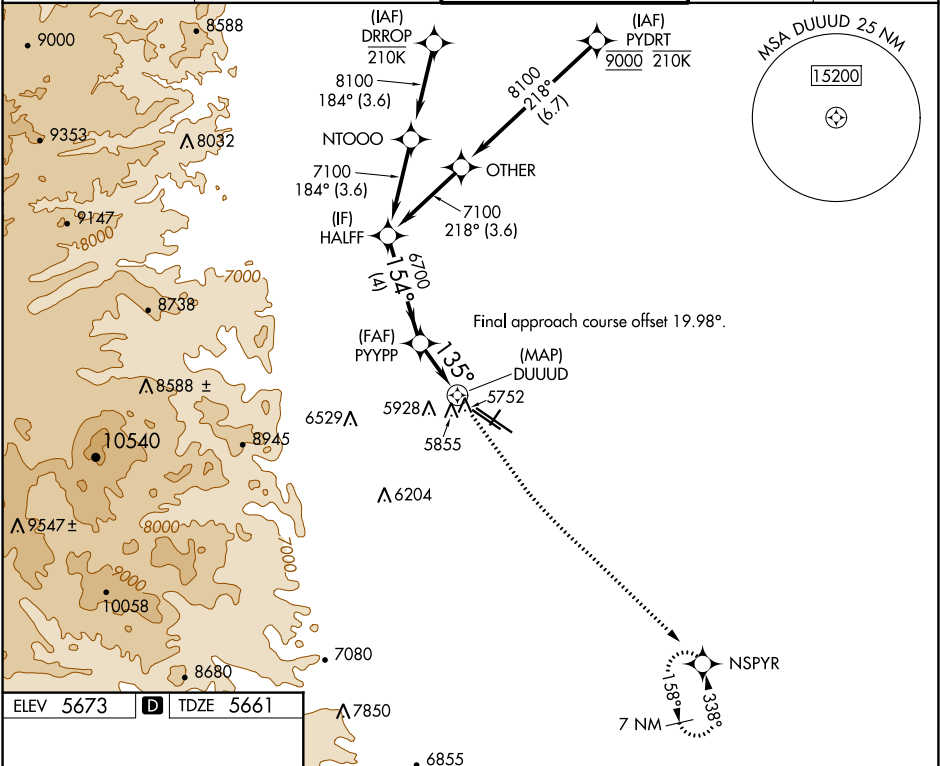 9000
8588
(IAF)
DRROP
210K
(IAF)
PYDRT
9000 210K
MSA DUUUD 25 NM
15200
8100
184° (3.6)
8100
218°
(6.7)
9353
8032
NTOOO
OTHER
7100
184° (3.6)
7100
218° (3.6)
9147
8000
(IF)
HALFF
6700
154°
(4)
7000
8738
Final approach course offset 19.98°.
(FAF)
PYYPP
135°
(MAP)
DUUUD
8588 ±
5752
6529
5928
5855
10540
8945
6204
9547 ±
8000
7000
9000
10058
7080
8680
NSPYR
158°
338°
7 NM
ELEV 5673
D
TDZE 5661
7850
6855